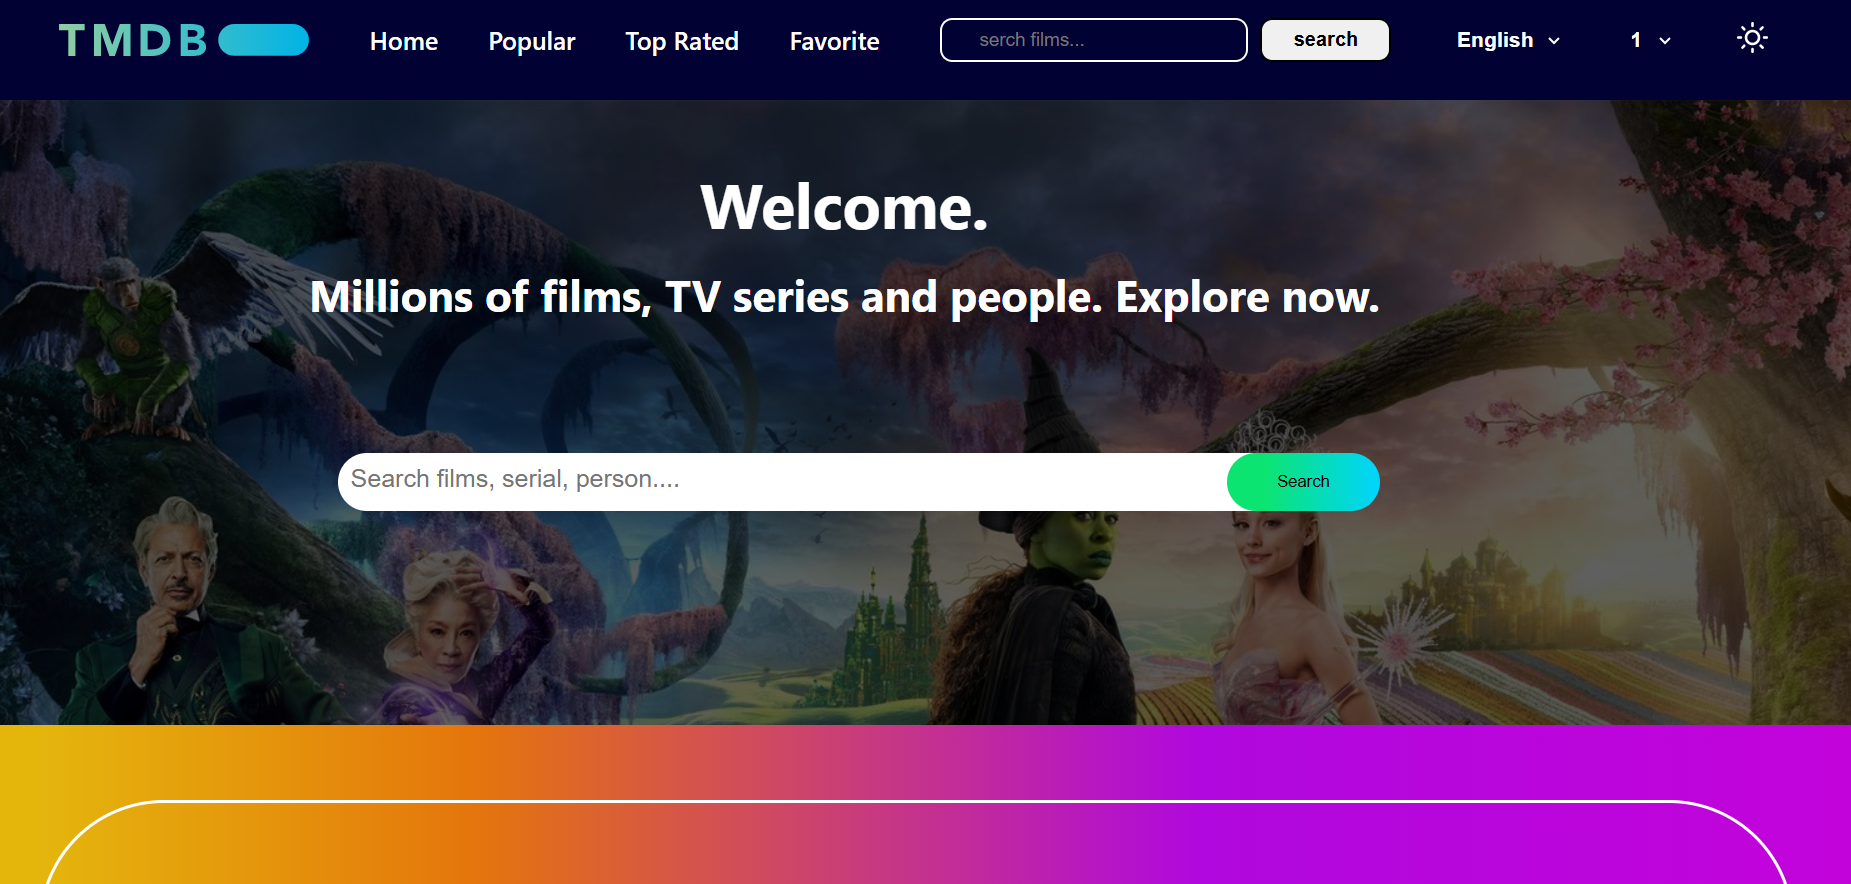 TMDB Home Popular Top Rated Favorite serch films... search English 1
Welcome.
Millions of films, TV series and people. Explore now.
Search films, serial, person.... Search